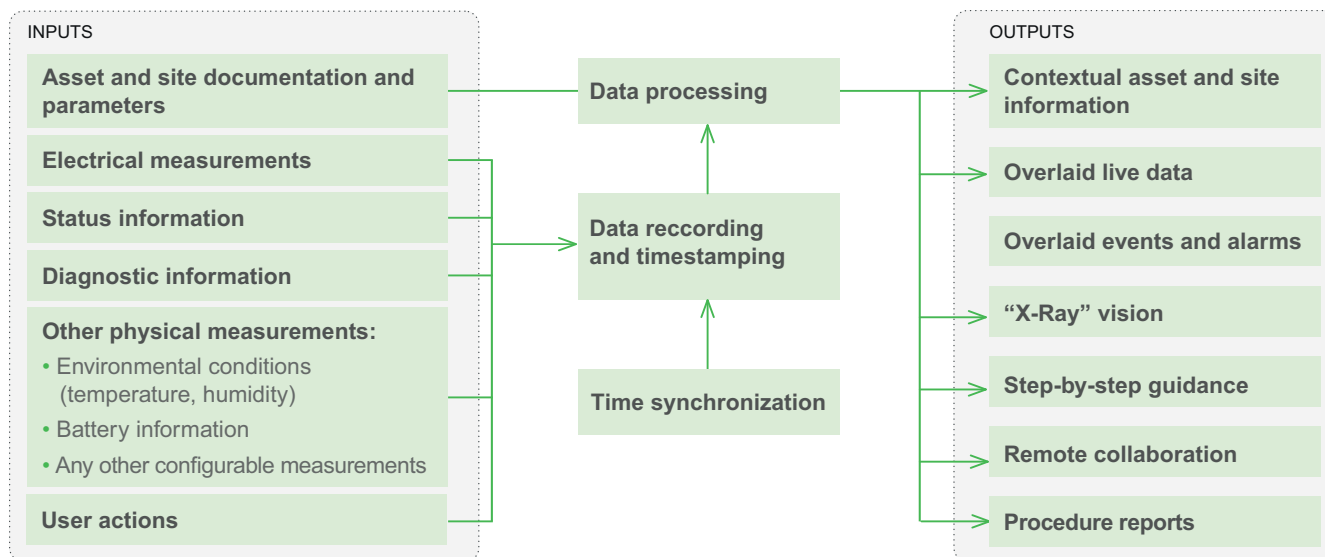 INPUTS
Asset and site documentation and
parameters
Electrical measurements
Status information
Diagnostic information
Other physical measurements:
• Environmental conditions
(temperature, humidity)
• Battery information
• Any other configurable measurements
User actions
Data processing
Data reccording
and timestamping
Time synchronization
OUTPUTS
Contextual asset and site
information
Overlaid live data
Overlaid events and alarms
“X-Ray” vision
Step-by-step guidance
Remote collaboration
Procedure reports